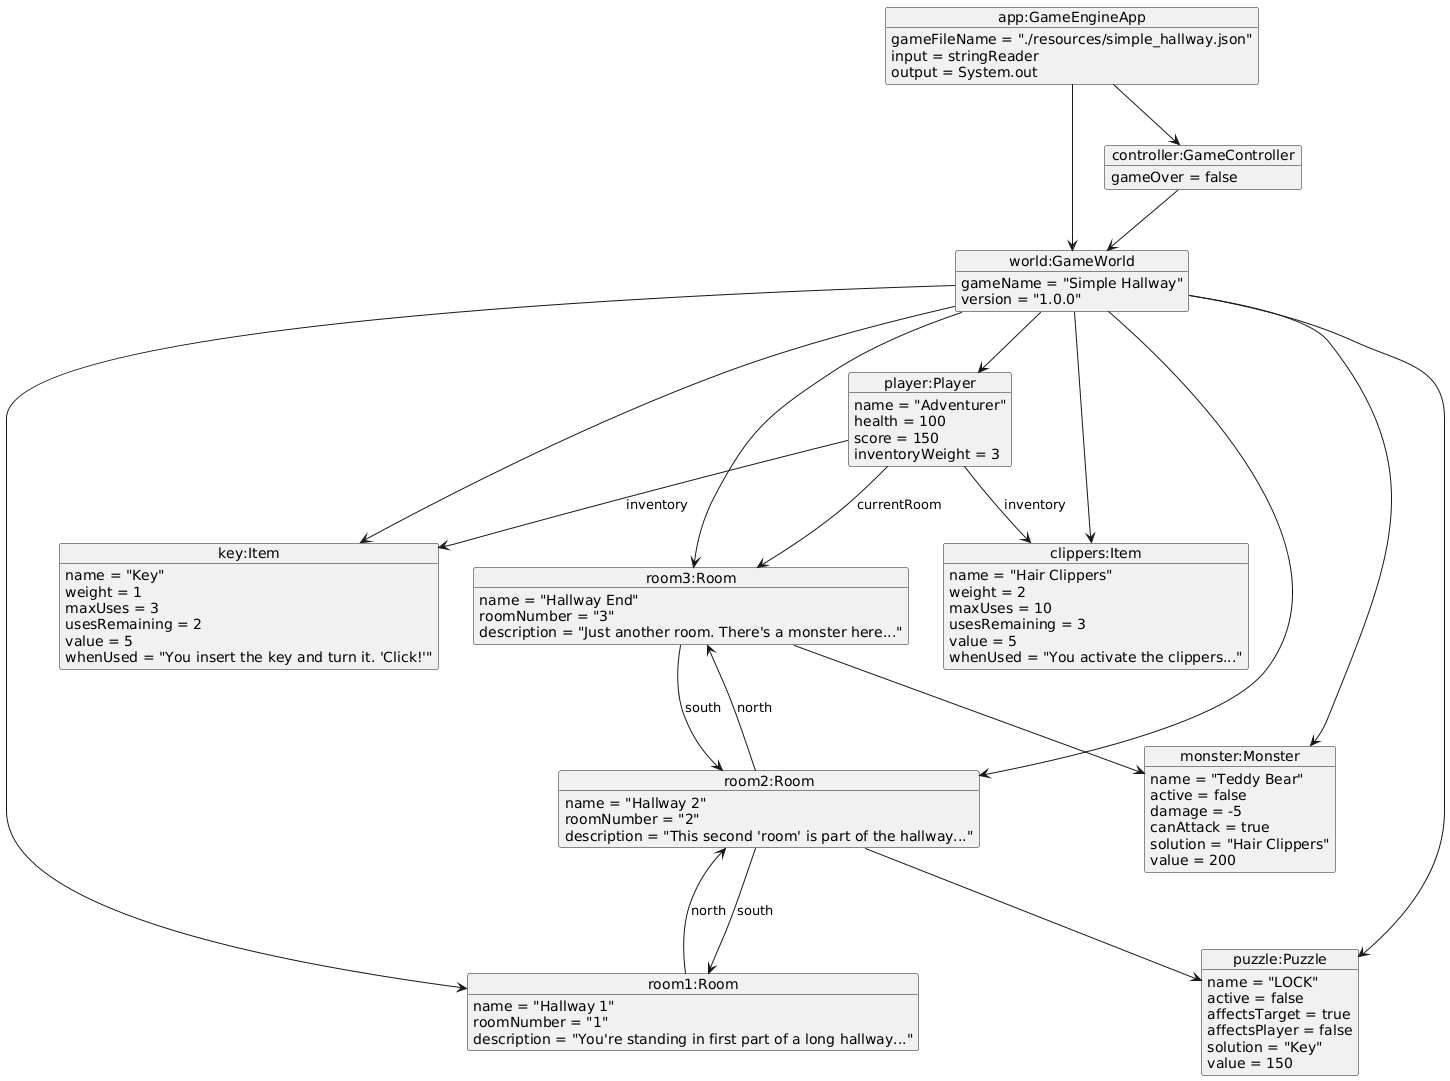 app:GameEngineApp
gameFileName = "./resources/simple_hallway.json"
input = stringReader
output = System.out
controller:GameController
gameOver = false
world:GameWorld
gameName = "Simple Hallway"
version = "1.0.0"
player:Player
name = "Adventurer"
health = 100
score = 150
inventoryWeight = 3
inventory
currentRoom
inventory
key:Item
name = "Key"
weight = 1
maxUses = 3
usesRemaining = 2
value = 5
whenUsed = "You insert the key and turn it. 'Click!'"
room3:Room
name = "Hallway End"
roomNumber = "3"
description = "Just another room. There's a monster here..."
clippers:Item
name = "Hair Clippers"
weight = 2
maxUses = 10
usesRemaining = 3
value = 5
whenUsed = "You activate the clippers..."
south
north
room2:Room
name = "Hallway 2"
roomNumber = "2"
description = "This second 'room' is part of the hallway..."
monster:Monster
name = "Teddy Bear"
active = false
damage = -5
canAttack = true
solution = "Hair Clippers"
value = 200
north
south
room1:Room
name = "Hallway 1"
roomNumber = "1"
description = "You're standing in first part of a long hallway..."
puzzle:Puzzle
name = "LOCK"
active = false
affectsTarget = true
affectsPlayer = false
solution = "Key"
value = 150